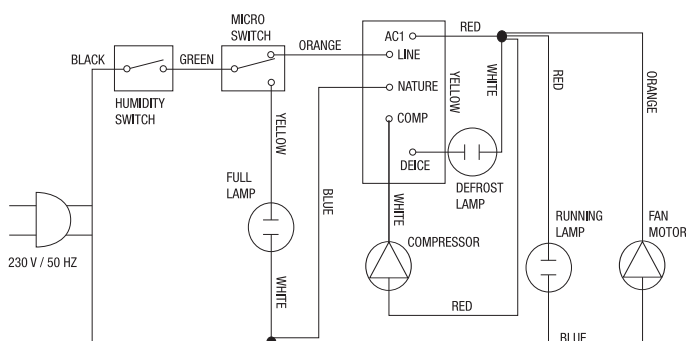 MICRO
SWITCH
RED
AC1
ORANGE
LINE
BLACK
GREEN
HUMIDITY
SWITCH
NATURE
YELLOW
WHITE
RED
ORANGE
YELLOW
COMP
DEICE
DEFROST
LAMP
FULL
LAMP
BLUE
WHITE
RUNNING
LAMP
FAN
MOTOR
COMPRESSOR
230 V / 50 HZ
WHITE
RED
BLUE